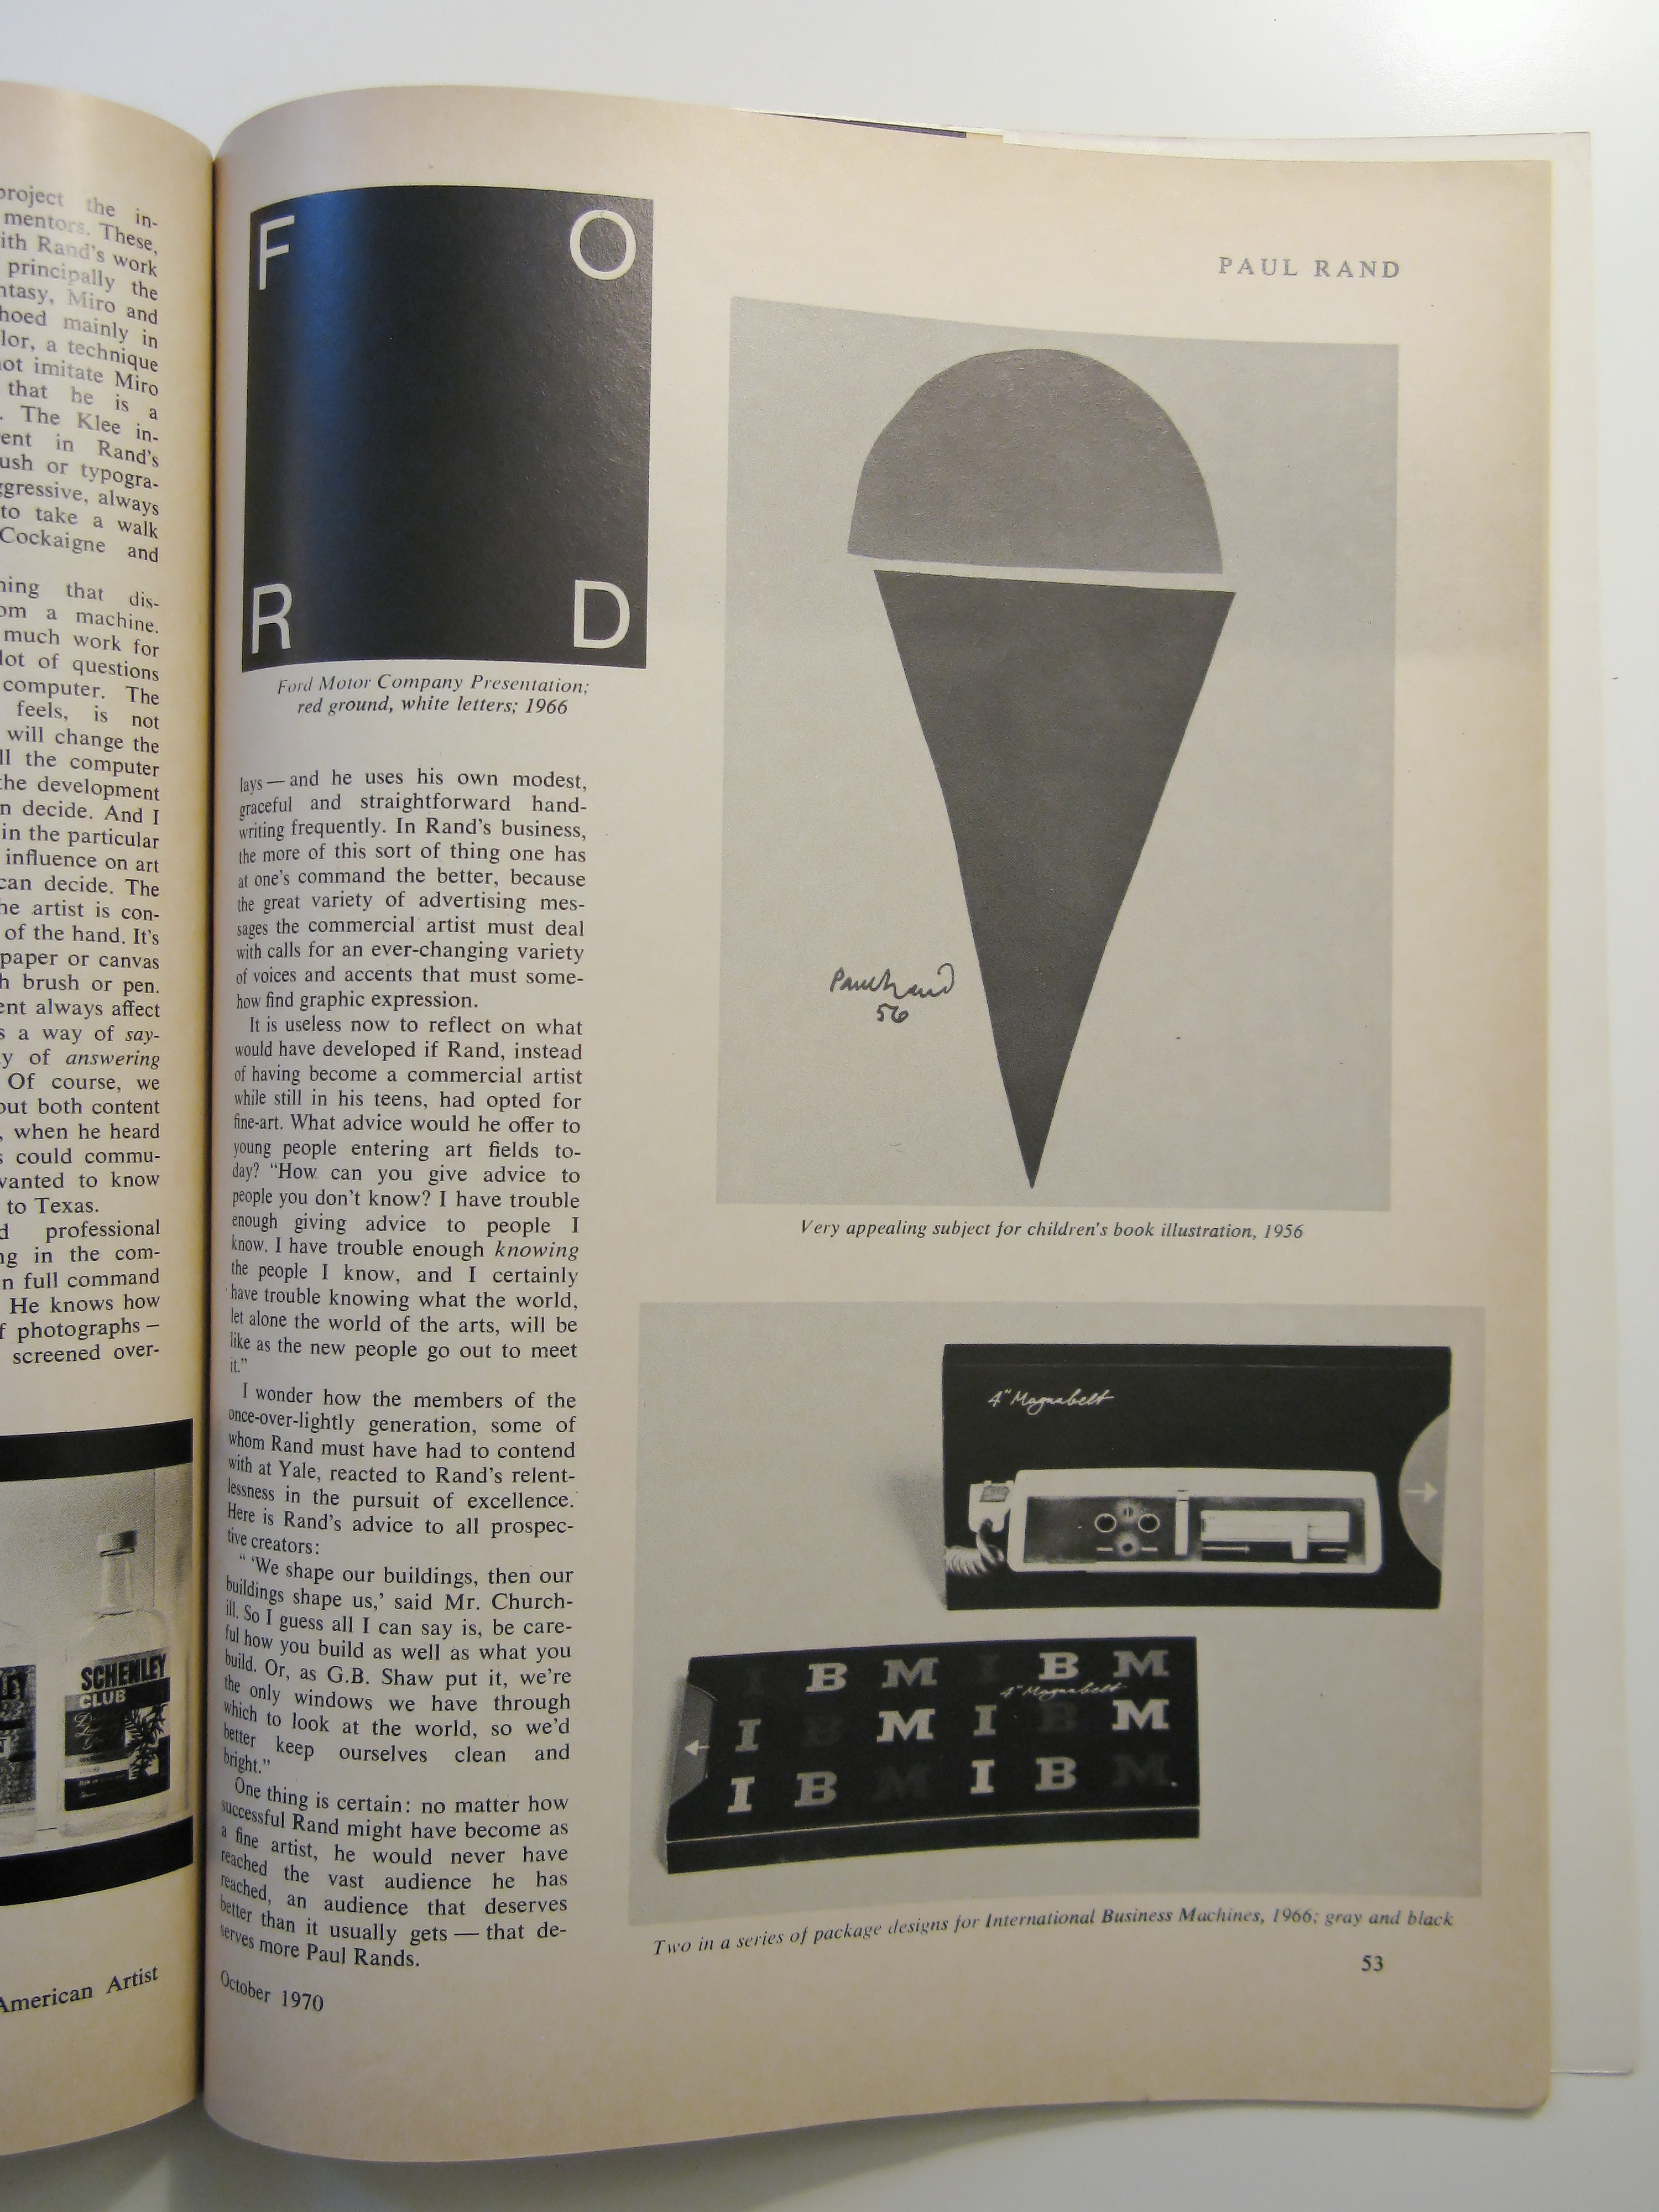 project the in-
mentors. These,
ith Rand's work
principally the
ntasy, Miro and
hoed mainly in
lor, a technique
not imitate Miro
that he is a
. The Klee in-
ent in Rand's
ush or typogra-
ggressive, always
to take a walk
Cockaigne and
hing that dis-
om a machine.
much work for
lot of questions
computer. The
feels, is not
will change the
ll the computer
the development
n decide. And I
in the particular
influence on art
can decide. The
he artist is con-
of the hand. It's
paper or canvas
h brush or pen.
ent always affect
s a way of say-
y of answering
Of course, we
out both content
, when he heard
s could commu-
wanted to know
to Texas.
d professional
ng in the com-
n full command
He knows how
f photographs —
screened over-
SCHENLEY
CLUB
American Artist
F O
R D
Ford Motor Company Presentation;
red ground, white letters; 1966
lays — and he uses his own modest,
graceful and straightforward hand-
writing frequently. In Rand's business,
the more of this sort of thing one has
at one's command the better, because
the great variety of advertising mes-
sages the commercial artist must deal
with calls for an ever-changing variety
of voices and accents that must some-
how find graphic expression.
It is useless now to reflect on what
would have developed if Rand, instead
of having become a commercial artist
while still in his teens, had opted for
fine-art. What advice would he offer to
young people entering art fields to-
day? "How can you give advice to
people you don't know? I have trouble
enough giving advice to people I
know. I have trouble enough knowing
the people I know, and I certainly
have trouble knowing what the world,
let alone the world of the arts, will be
like as the new people go out to meet
it."
I wonder how the members of the
once-over-lightly generation, some of
whom Rand must have had to contend
with at Yale, reacted to Rand's relent-
lessness in the pursuit of excellence.
Here is Rand's advice to all prospec-
tive creators:
" 'We shape our buildings, then our
buildings shape us,' said Mr. Church-
ill. So I guess all I can say is, be care-
ful how you build as well as what you
build. Or, as G.B. Shaw put it, we're
the only windows we have through
which to look at the world, so we'd
better keep ourselves clean and
bright."
One thing is certain: no matter how
successful Rand might have become as
a fine artist, he would never have
reached the vast audience he has
reached, an audience that deserves
better than it usually gets — that de-
serves more Paul Rands.
October 1970
PAUL RAND
Paul Rand
56
Very appealing subject for children's book illustration, 1956
4" Magnabelt
I B M I B M
4" Magnabelt
I B M I B M
I B M I B M
Two in a series of package designs for International Business Machines, 1966; gray and black
53